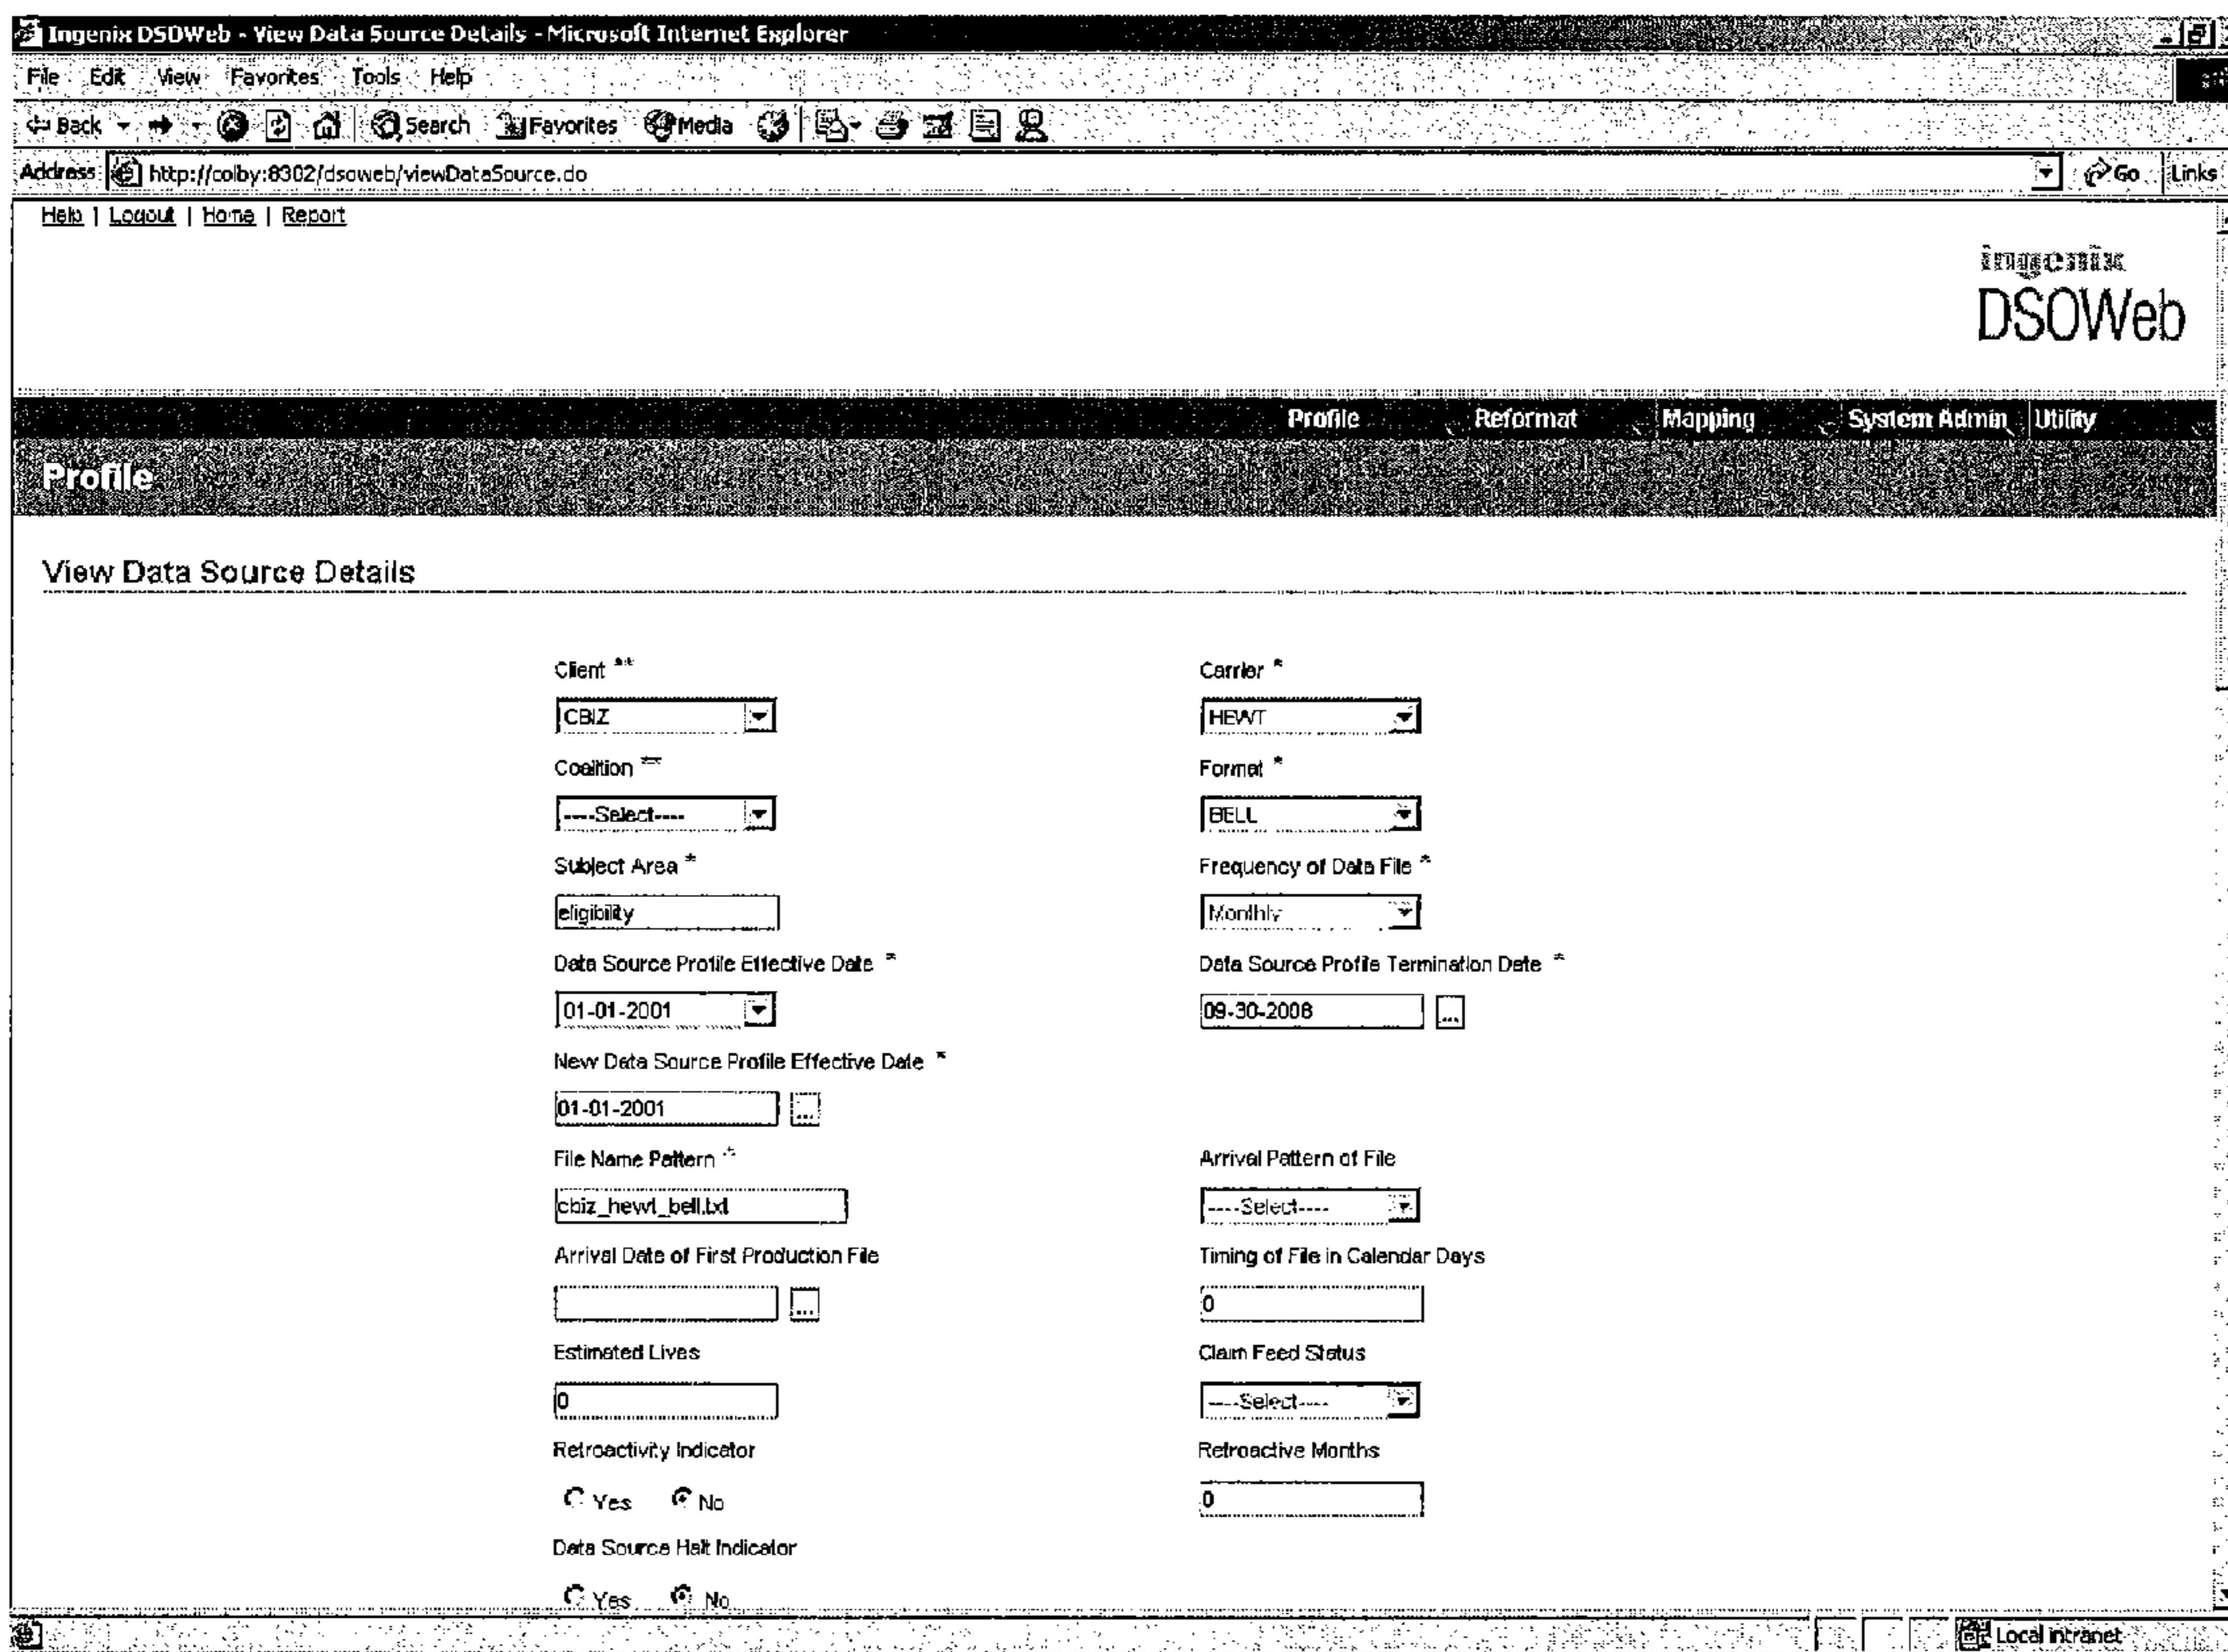 Ingenix DSOWeb - View Data Source Details - Microsoft Internet Explorer
File Edit View Favorites Tools Help
Back Search Favorites Media
Address http://colby:8302/dsoweb/viewDataSource.do Go Links
Help | Logout | Home | Report
ingenix
DSOWeb
Profile Reformat Mapping System Admin Utility
Profile
View Data Source Details
Client ** Carrier *
CBIZ HEWT
Coalition ** Format *
----Select---- BELL
Subject Area * Frequency of Data File *
eligibility Monthly
Data Source Profile Effective Date * Data Source Profile Termination Date *
01-01-2001 09-30-2008 ...
New Data Source Profile Effective Date *
01-01-2001 ...
File Name Pattern * Arrival Pattern of File
cbiz_hewt_bell.txt ----Select----
Arrival Date of First Production File Timing of File in Calendar Days
... 0
Estimated Lives Claim Feed Status
0 ----Select----
Retroactivity Indicator Retroactive Months
Yes No 0
Data Source Halt Indicator
Yes No
Local intranet